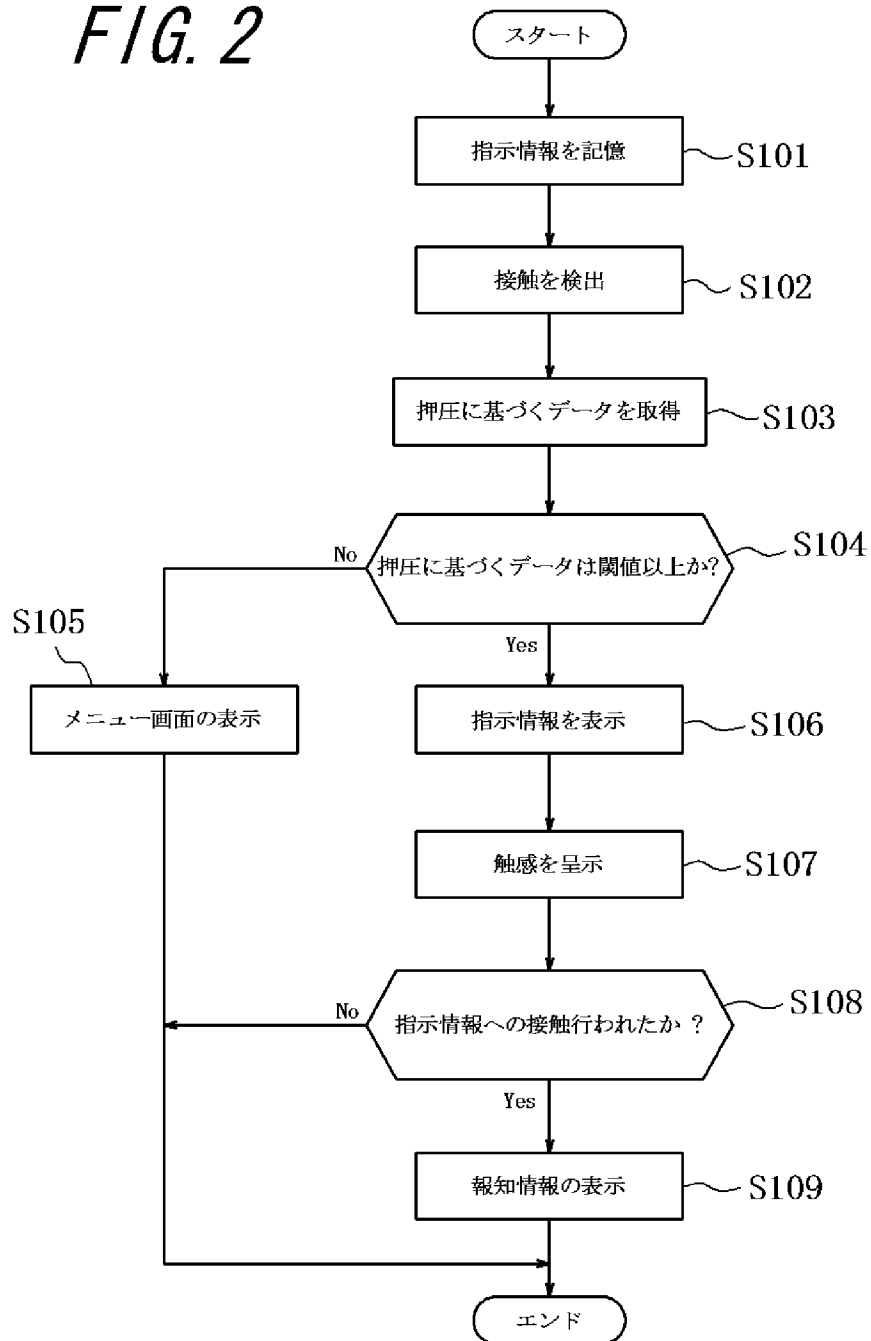 FIG. 2
スタート
指示情報を記憶
S101
接触を検出
S102
押圧に基づくデータを取得
S103
押圧に基づくデータは閾値以上か?
S104
No
Yes
S105
メニュー画面の表示
指示情報を表示
S106
触感を呈示
S107
指示情報への接触行われたか ?
S108
No
Yes
報知情報の表示
S109
エンド